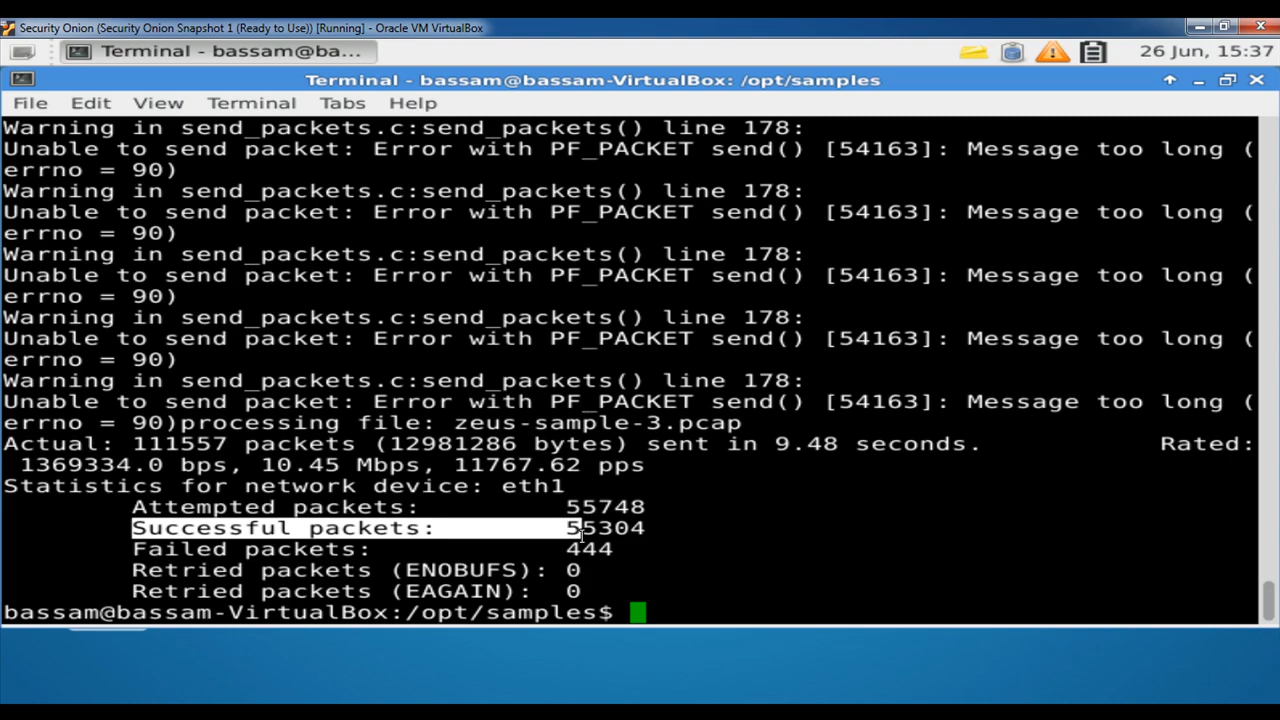 Security Onion (Security Onion Snapshot 1 (Ready to Use)) [Running] - Oracle VM VirtualBox
Terminal - bassam@ba...
26 Jun, 15:37
Terminal - bassam@bassam-VirtualBox: /opt/samples
File Edit View Terminal Tabs Help
Warning in send_packets.c:send_packets() line 178:
Unable to send packet: Error with PF_PACKET send() [54163]: Message too long (
errno = 90)
Warning in send_packets.c:send_packets() line 178:
Unable to send packet: Error with PF_PACKET send() [54163]: Message too long (
errno = 90)
Warning in send_packets.c:send_packets() line 178:
Unable to send packet: Error with PF_PACKET send() [54163]: Message too long (
errno = 90)
Warning in send_packets.c:send_packets() line 178:
Unable to send packet: Error with PF_PACKET send() [54163]: Message too long (
errno = 90)
Warning in send_packets.c:send_packets() line 178:
Unable to send packet: Error with PF_PACKET send() [54163]: Message too long (
errno = 90)processing file: zeus-sample-3.pcap
Actual: 111557 packets (12981286 bytes) sent in 9.48 seconds. Rated:
1369334.0 bps, 10.45 Mbps, 11767.62 pps
Statistics for network device: eth1
Attempted packets: 55748
Successful packets: 55304
Failed packets: 444
Retried packets (ENOBUFS): 0
Retried packets (EAGAIN): 0
bassam@bassam-VirtualBox:/opt/samples$